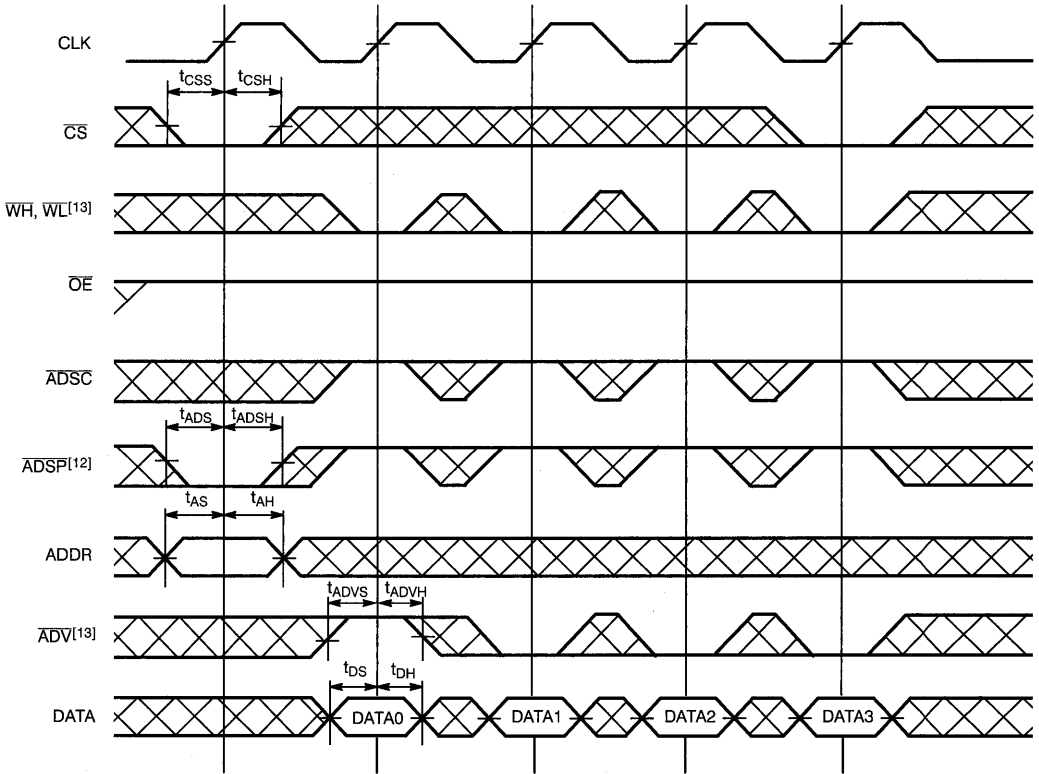 CLK
tCSS tCSH
CS
WH, WL[13]
OE
ADSC
tADS tADSH
ADSP[12]
tAS tAH
ADDR
tADVS tADVH
ADV[13]
tDS tDH
DATA DATA0 DATA1 DATA2 DATA3